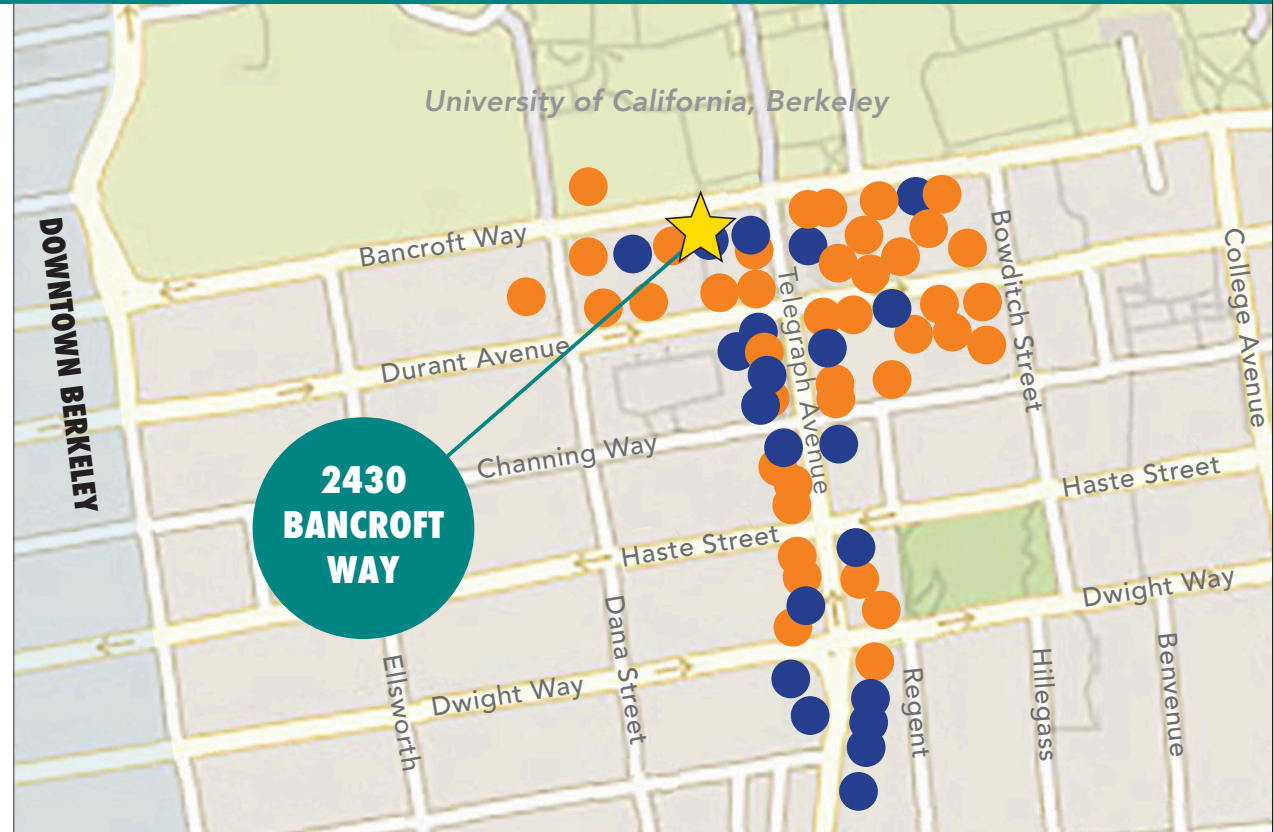 University of California, Berkeley
DOWNTOWN BERKELEY
Bancroft Way
Bowditch Street
College Avenue
Telegraph Avenue
Durant Avenue
Channing Way
2430
BANCROFT
WAY
Haste Street
Haste Street
Dwight Way
Dana Street
Ellsworth
Dwight Way
Regent
Hillegass
Benvenue